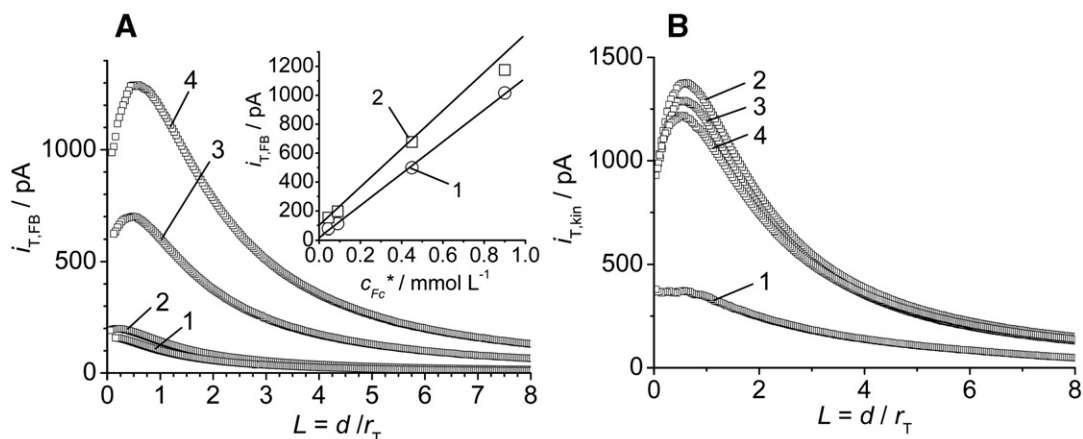 A
i_T,FB / pA
1000
500
0
4
3
2
1
0 1 2 3 4 5 6 7 8
L = d / r_T
i_T,FB / pA
1200
1000
800
600
400
200
0
2
1
0.0 0.2 0.4 0.6 0.8 1.0
c_Fc* / mmol L⁻¹
B
i_T,kin / pA
1500
1000
500
0
2
3
4
1
0 2 4 6 8
L = d / r_T